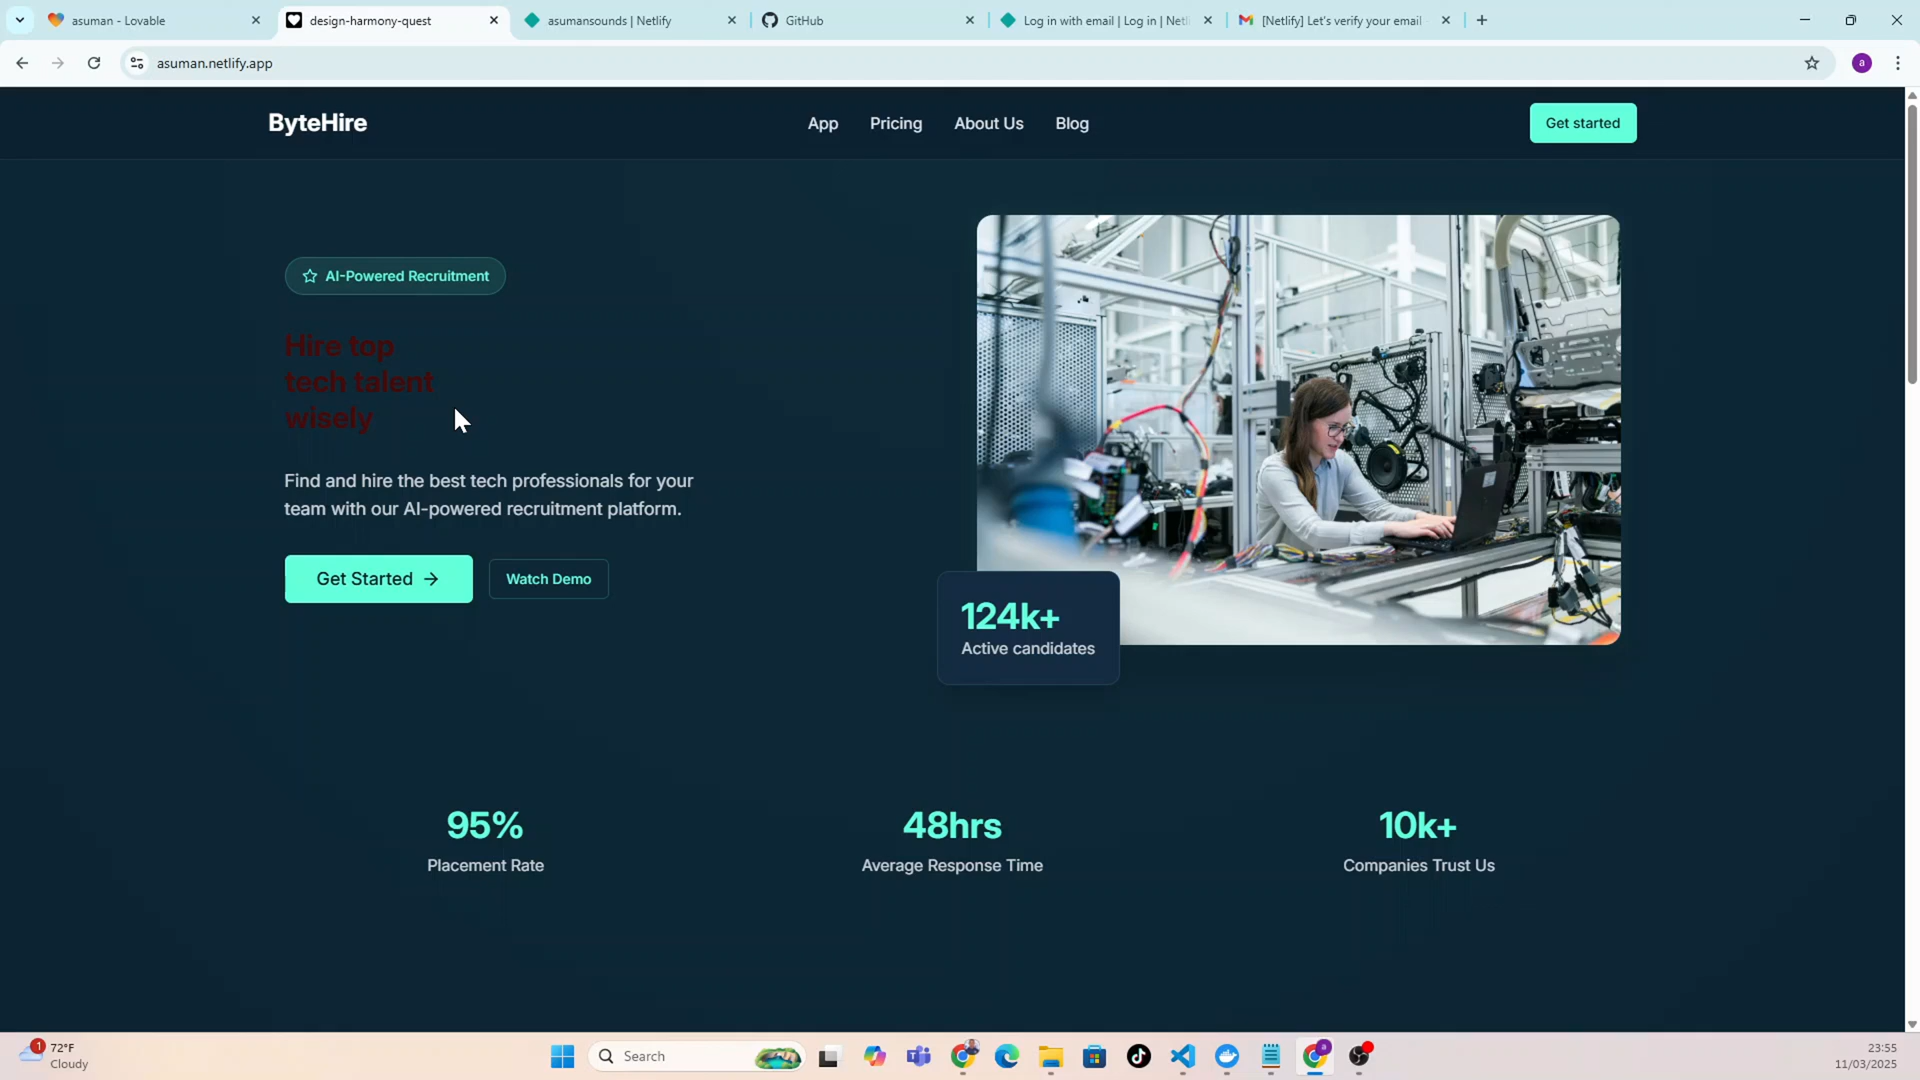 asuman - Lovable
design-harmony-quest
asumansounds | Netlify
GitHub
Log in with email | Log in | Netl
[Netlify] Let's verify your email
asuman.netlify.app
a
ByteHire
App
Pricing
About Us
Blog
Get started
AI-Powered Recruitment
Hire top
tech talent
wisely
Find and hire the best tech professionals for your
team with our AI-powered recruitment platform.
Get Started
Watch Demo
124k+
Active candidates
95%
Placement Rate
48hrs
Average Response Time
10k+
Companies Trust Us
1
72°F
Cloudy
Search
a
23:55
11/03/2025